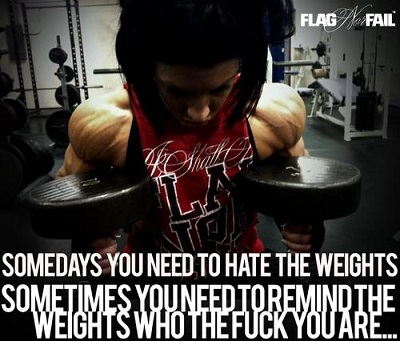 FLAG Nor FAIL™
SOMEDAYS YOU NEED TO HATE THE WEIGHTS
SOMETIMES YOU NEED TO REMIND THE
WEIGHTS WHO THE FUCK YOU ARE...